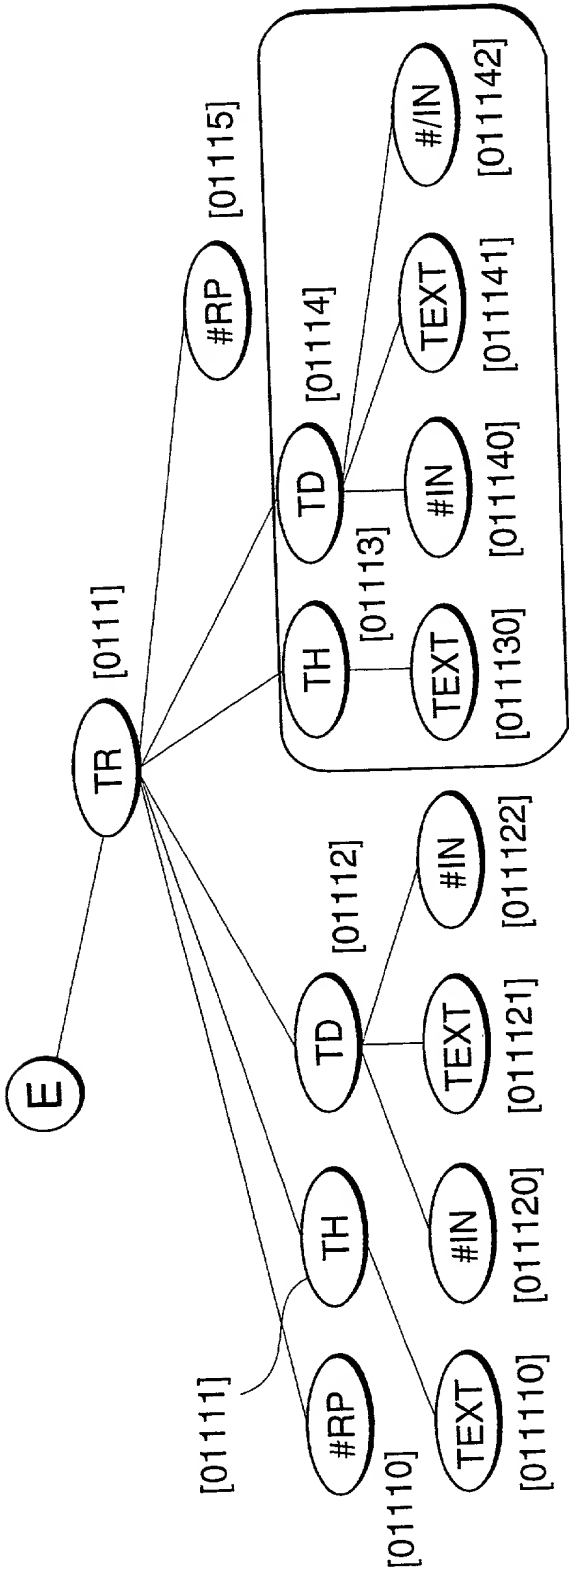 E
TR [0111]
#RP [01115]
[01111]
#RP [01110]
TH
TD [01112]
TH [01113]
TD [01114]
TEXT [011110]
#IN [011120]
TEXT [011121]
#IN [011122]
TEXT [011130]
#IN [011140]
TEXT [011141]
#/IN [011142]